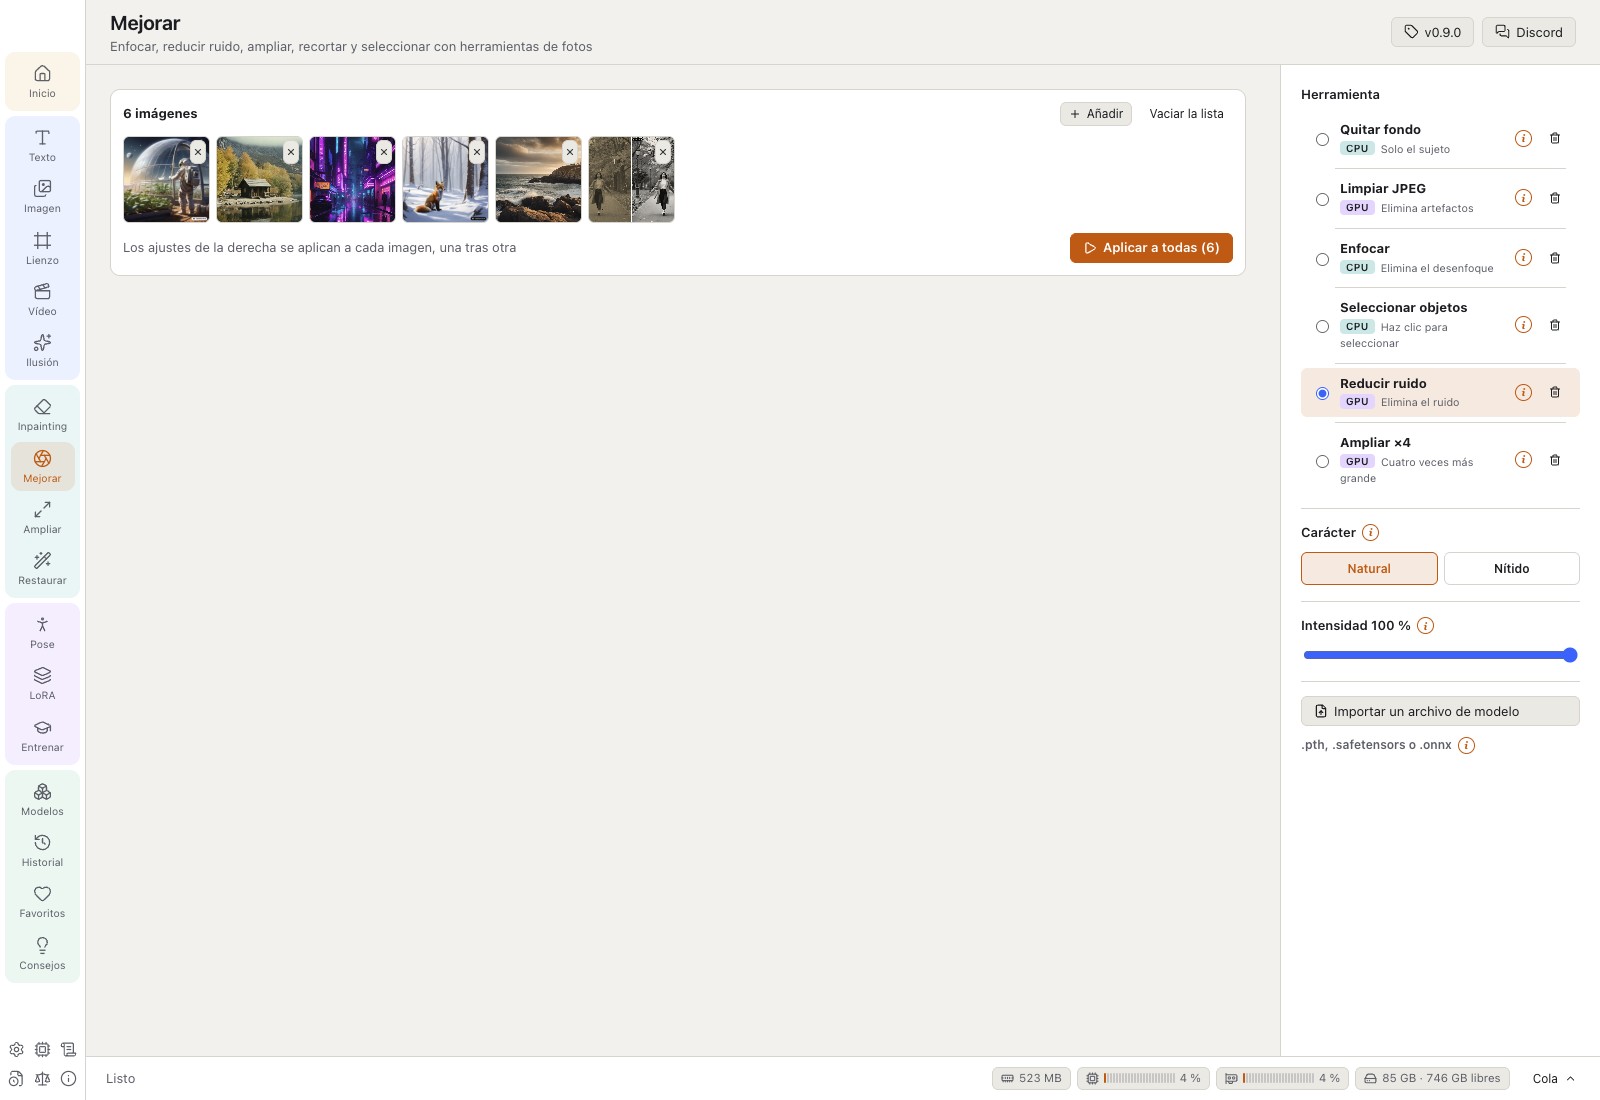 Mejorar
Enfocar, reducir ruido, ampliar, recortar y seleccionar con herramientas de fotos
v0.9.0
Discord
Inicio
Texto
Imagen
Lienzo
Vídeo
Ilusión
Inpainting
Mejorar
Ampliar
Restaurar
Pose
LoRA
Entrenar
Modelos
Historial
Favoritos
Consejos
6 imágenes
Añadir
Vaciar la lista
Los ajustes de la derecha se aplican a cada imagen, una tras otra
Aplicar a todas (6)
Herramienta
Quitar fondo
CPU Solo el sujeto
Limpiar JPEG
GPU Elimina artefactos
Enfocar
CPU Elimina el desenfoque
Seleccionar objetos
CPU Haz clic para
seleccionar
Reducir ruido
GPU Elimina el ruido
Ampliar ×4
GPU Cuatro veces más
grande
Carácter
Natural
Nítido
Intensidad 100 %
Importar un archivo de modelo
.pth, .safetensors o .onnx
Listo
523 MB
4 %
4 %
85 GB · 746 GB libres
Cola